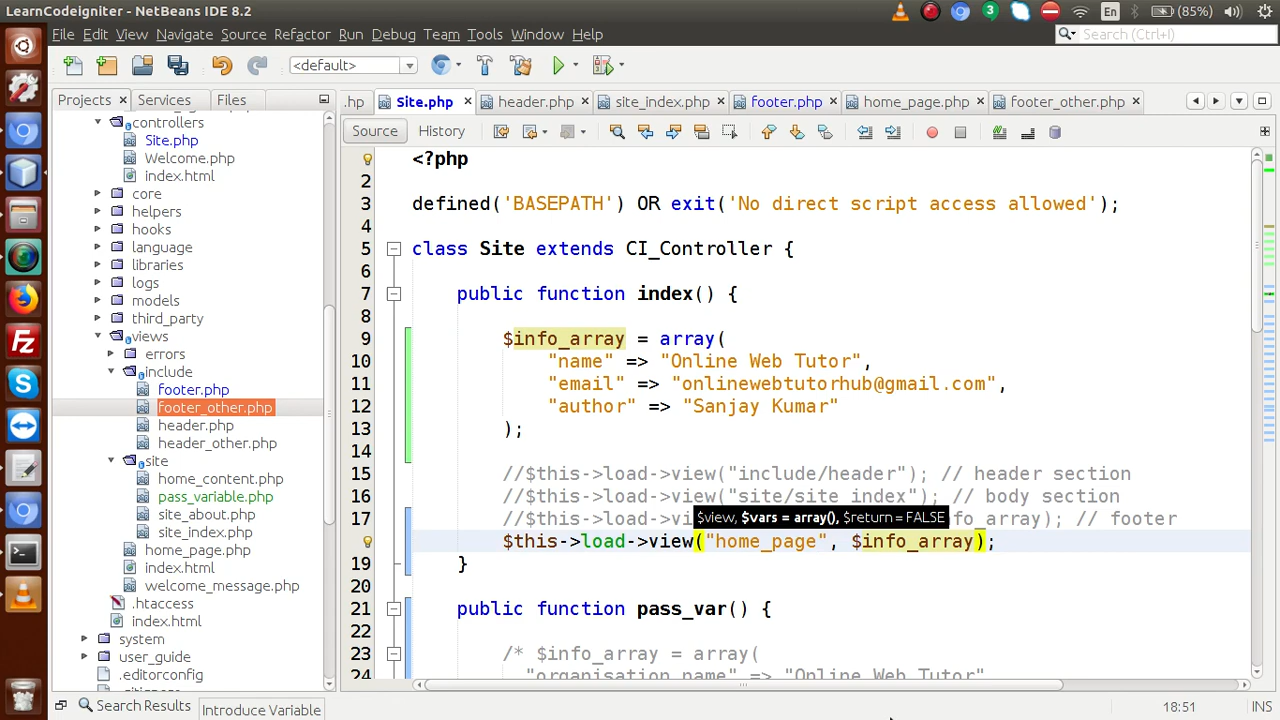 LearnCodeigniter - NetBeans IDE 8.2
3 En (85%)
File Edit View Navigate Source Refactor Run Debug Team Tools Window Help
Search (Ctrl+I)
<default>
Projects Services Files
.hp Site.php header.php site_index.php footer.php home_page.php footer_other.php
Source History
controllers
Site.php
Welcome.php
index.html
core
helpers
hooks
language
libraries
logs
models
third_party
views
errors
include
footer.php
footer_other.php
header.php
header_other.php
site
home_content.php
pass_variable.php
site_about.php
site_index.php
home_page.php
index.html
welcome_message.php
.htaccess
index.html
system
user_guide
.editorconfig
<?php
2
3 defined('BASEPATH') OR exit('No direct script access allowed');
4
5 class Site extends CI_Controller {
6
7 public function index() {
8
9 $info_array = array(
10 "name" => "Online Web Tutor",
11 "email" => "onlinewebtutorhub@gmail.com",
12 "author" => "Sanjay Kumar"
13 );
14
15 //$this->load->view("include/header"); // header section
16 //$this->load->view("site/site_index"); // body section
17 //$this->load->vi $view, $vars = array(), $return = FALSE fo_array); // footer
$this->load->view("home_page", $info_array);
19 }
20
21 public function pass_var() {
22
23 /* $info_array = array(
24 "organisation_name" => "Online Web Tutor"
Search Results Introduce Variable
18:51 INS